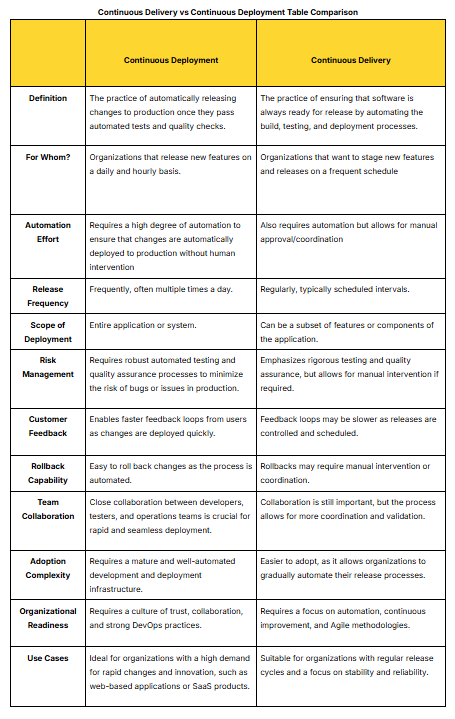 Continuous Delivery vs Continuous Deployment Table Comparison
Continuous Deployment
Continuous Delivery
Definition
The practice of automatically releasing
changes to production once they pass
automated tests and quality checks.
The practice of ensuring that software is
always ready for release by automating the
build, testing, and deployment processes.
For Whom?
Organizations that release new features on
a daily and hourly basis.
Organizations that want to stage new features
and releases on a frequent schedule
Automation
Effort
Requires a high degree of automation to
ensure that changes are automatically
deployed to production without human
intervention
Also requires automation but allows for manual
approval/coordination
Release
Frequency
Frequently, often multiple times a day.
Regularly, typically scheduled intervals.
Scope of
Deployment
Entire application or system.
Can be a subset of features or components of
the application.
Risk
Management
Requires robust automated testing and
quality assurance processes to minimize
the risk of bugs or issues in production.
Emphasizes rigorous testing and quality
assurance, but allows for manual intervention if
required.
Customer
Feedback
Enables faster feedback loops from users
as changes are deployed quickly.
Feedback loops may be slower as releases are
controlled and scheduled.
Rollback
Capability
Easy to roll back changes as the process is
automated.
Rollbacks may require manual intervention or
coordination.
Team
Collaboration
Close collaboration between developers,
testers, and operations teams is crucial for
rapid and seamless deployment.
Collaboration is still important, but the process
allows for more coordination and validation.
Adoption
Complexity
Requires a mature and well-automated
development and deployment
infrastructure.
Easier to adopt, as it allows organizations to
gradually automate their release processes.
Organizational
Readiness
Requires a culture of trust, collaboration,
and strong DevOps practices.
Requires a focus on automation, continuous
improvement, and Agile methodologies.
Use Cases
Ideal for organizations with a high demand
for rapid changes and innovation, such as
web-based applications or SaaS products.
Suitable for organizations with regular release
cycles and a focus on stability and reliability.